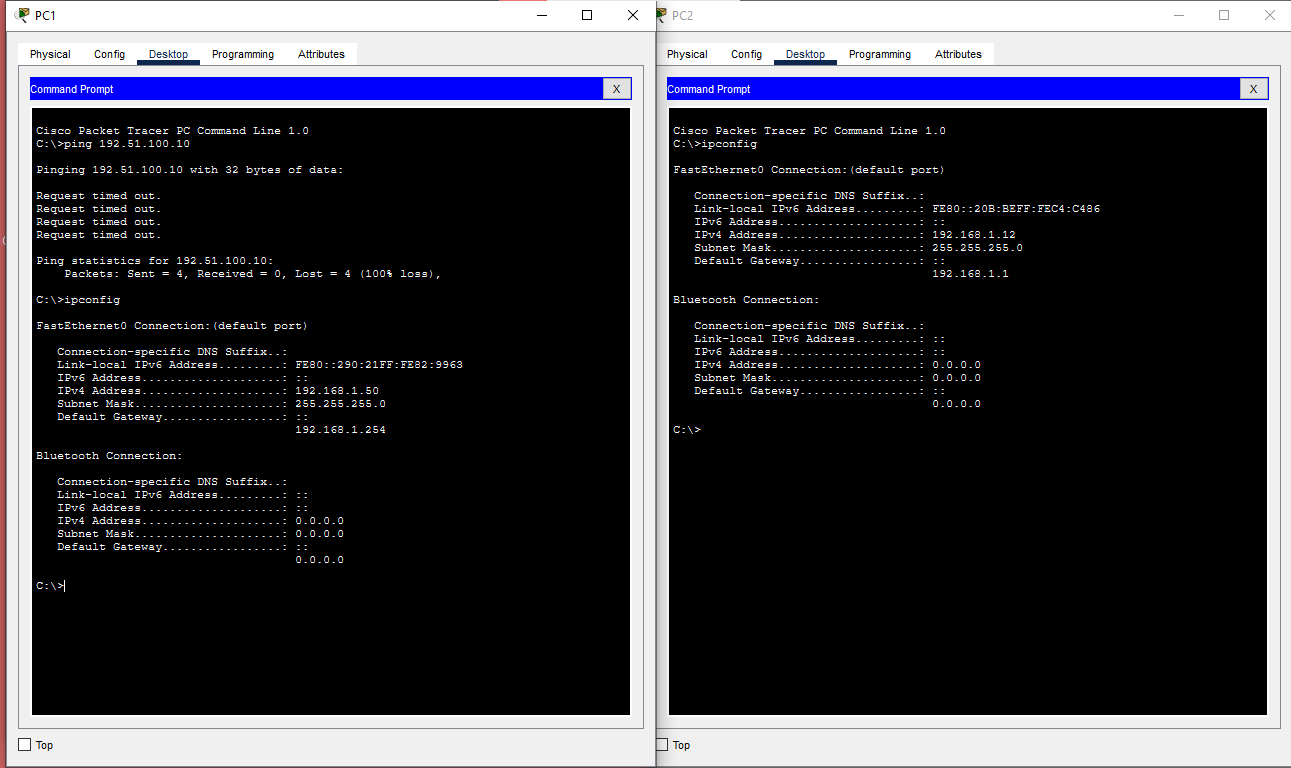 PC1
Physical Config Desktop Programming Attributes
Command Prompt X
Cisco Packet Tracer PC Command Line 1.0
C:\>ping 192.51.100.10
Pinging 192.51.100.10 with 32 bytes of data:
Request timed out.
Request timed out.
Request timed out.
Request timed out.
Ping statistics for 192.51.100.10:
Packets: Sent = 4, Received = 0, Lost = 4 (100% loss),
C:\>ipconfig
FastEthernet0 Connection:(default port)
Connection-specific DNS Suffix..:
Link-local IPv6 Address.........: FE80::290:21FF:FE82:9963
IPv6 Address....................: ::
IPv4 Address....................: 192.168.1.50
Subnet Mask.....................: 255.255.255.0
Default Gateway.................: ::
192.168.1.254
Bluetooth Connection:
Connection-specific DNS Suffix..:
Link-local IPv6 Address.........: ::
IPv6 Address....................: ::
IPv4 Address....................: 0.0.0.0
Subnet Mask.....................: 0.0.0.0
Default Gateway.................: ::
0.0.0.0
C:\>
Top
PC2
Physical Config Desktop Programming Attributes
Command Prompt X
Cisco Packet Tracer PC Command Line 1.0
C:\>ipconfig
FastEthernet0 Connection:(default port)
Connection-specific DNS Suffix..:
Link-local IPv6 Address.........: FE80::20B:BEFF:FEC4:C486
IPv6 Address....................: ::
IPv4 Address....................: 192.168.1.12
Subnet Mask.....................: 255.255.255.0
Default Gateway.................: ::
192.168.1.1
Bluetooth Connection:
Connection-specific DNS Suffix..:
Link-local IPv6 Address.........: ::
IPv6 Address....................: ::
IPv4 Address....................: 0.0.0.0
Subnet Mask.....................: 0.0.0.0
Default Gateway.................: ::
0.0.0.0
C:\>
Top